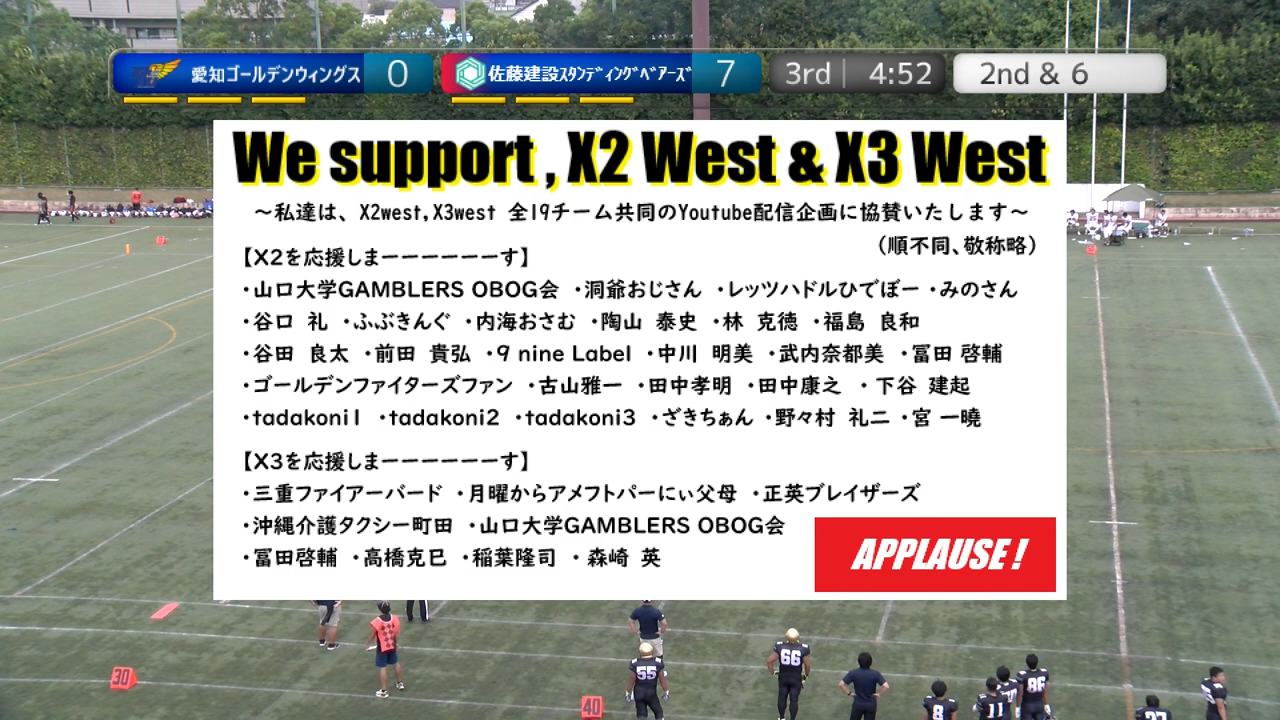 愛知ゴールデンウィングス 0 佐藤建設スタンディングベアーズ 7 3rd | 4:52 2nd & 6
We support , X2 West & X3 West
～私達は、X2west,X3west 全19チーム共同のYoutube配信企画に協賛いたします～
(順不同、敬称略)
【X2を応援しまーーーーーーす】
・山口大学GAMBLERS OBOG会 ・洞爺おじさん ・レッツハドルひでぼー ・みのさん
・谷口 礼 ・ふぶきんぐ ・内海おさむ ・陶山 泰史 ・林 克徳 ・福島 良和
・谷田 良太 ・前田 貴弘 ・9 nine Label ・中川 明美 ・武内奈都美 ・冨田 啓輔
・ゴールデンファイターズファン ・古山雅一 ・田中孝明 ・田中康之 ・下谷 建起
・tadakoni1 ・tadakoni2 ・tadakoni3 ・ざきちぁん ・野々村 礼二 ・宮 一曉
【X3を応援しまーーーーーーす】
・三重ファイアーバード ・月曜からアメフトパーにぃ父母 ・正英ブレイザーズ
・沖縄介護タクシー町田 ・山口大学GAMBLERS OBOG会
・冨田啓輔 ・高橋克巳 ・稲葉隆司 ・森崎 英
APPLAUSE !
66
55
30
86
11
8
40